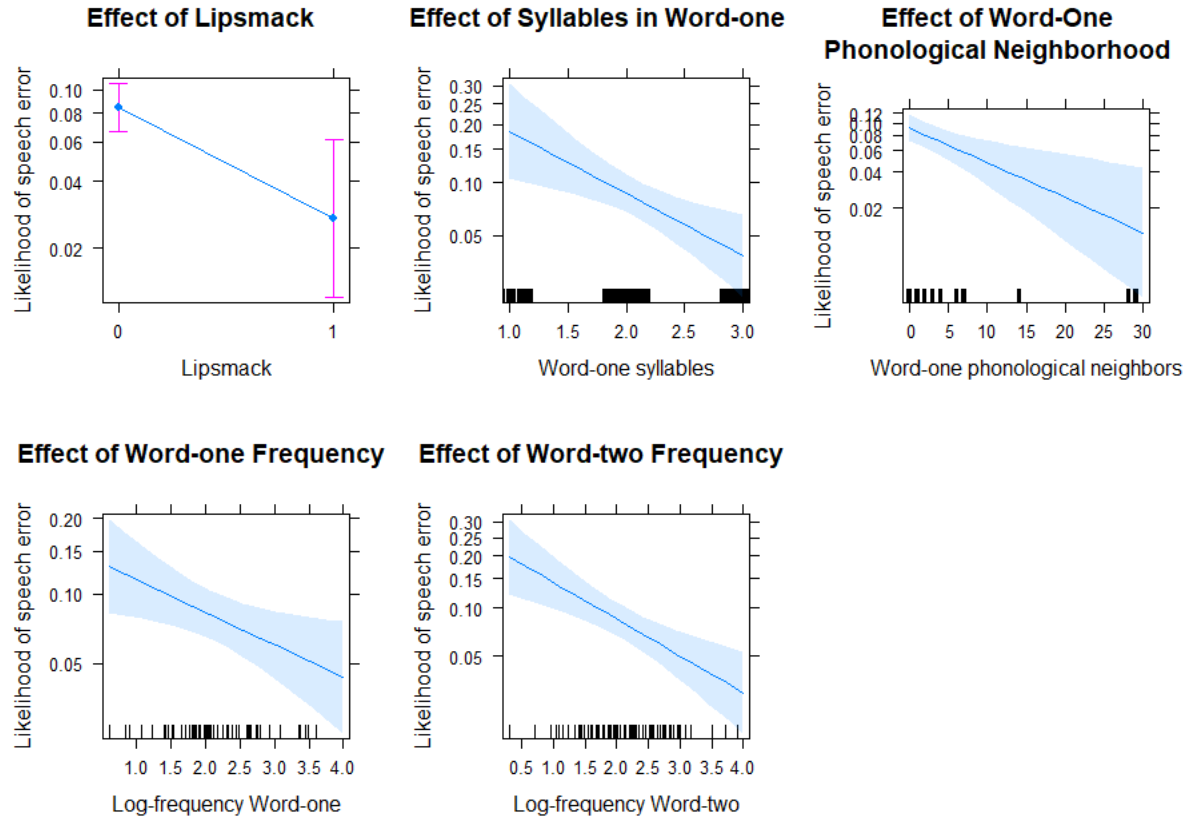 Effect of Lipsmack
Likelihood of speech error
0.10
0.08
0.06
0.04
0.02
0 1
Lipsmack
Effect of Syllables in Word-one
Likelihood of speech error
0.30
0.25
0.20
0.15
0.10
0.05
1.0 1.5 2.0 2.5 3.0
Word-one syllables
Effect of Word-One
Phonological Neighborhood
Likelihood of speech error
0.12
0.10
0.08
0.06
0.04
0.02
0 5 10 15 20 25 30
Word-one phonological neighbors
Effect of Word-one Frequency
Likelihood of speech error
0.20
0.15
0.10
0.05
1.0 1.5 2.0 2.5 3.0 3.5 4.0
Log-frequency Word-one
Effect of Word-two Frequency
Likelihood of speech error
0.30
0.25
0.20
0.15
0.10
0.05
0.5 1.0 1.5 2.0 2.5 3.0 3.5 4.0
Log-frequency Word-two